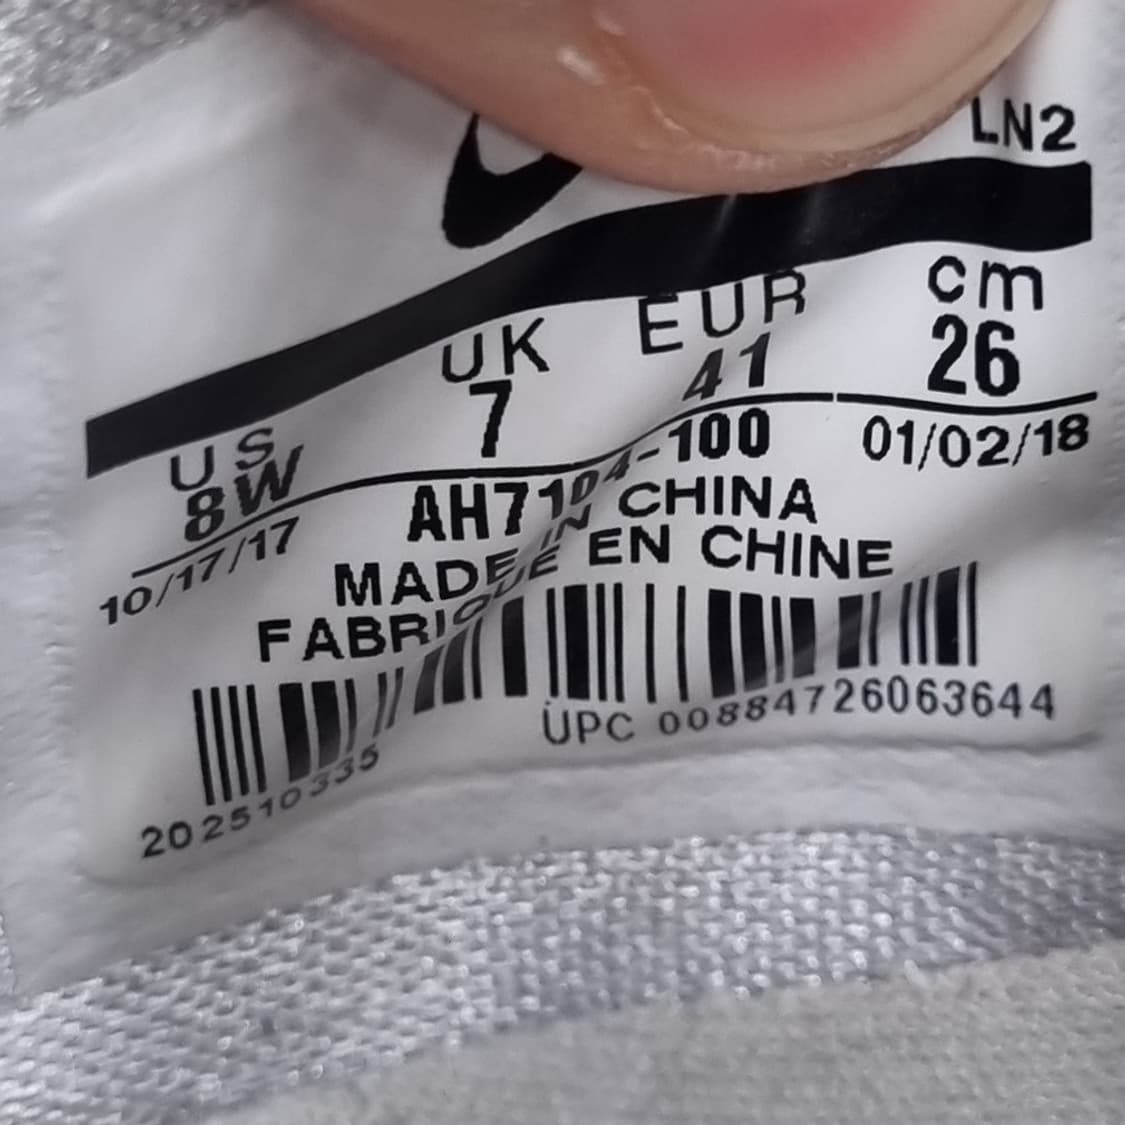 LN2
US UK EUR cm
8W 7 41 26
10/17/17 AH7104-100 01/02/18
MADE IN CHINA
FABRIQUÉ EN CHINE
202510335 UPC 00884726063644